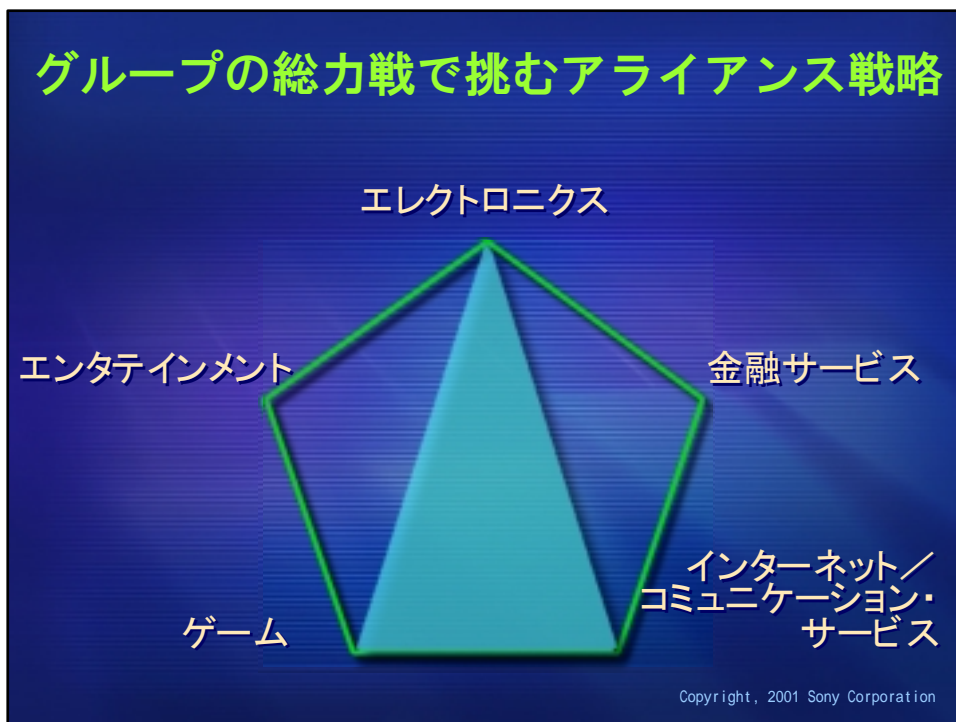 グループの総力戦で挑むアライアンス戦略
エレクトロニクス
エンタテインメント
金融サービス
インターネット／
コミュニケーション・
サービス
ゲーム
Copyright, 2001 Sony Corporation